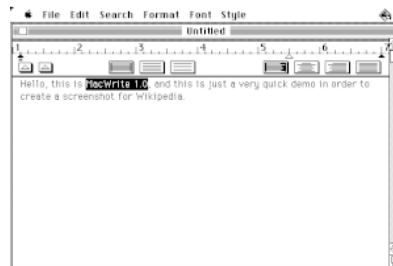 File Edit Search Format Font Style
Untitled
1 2 3 4 5 6 7
Hello, this is MacWrite 1.0, and this is just a very quick demo in order to
create a screenshot for Wikipedia.